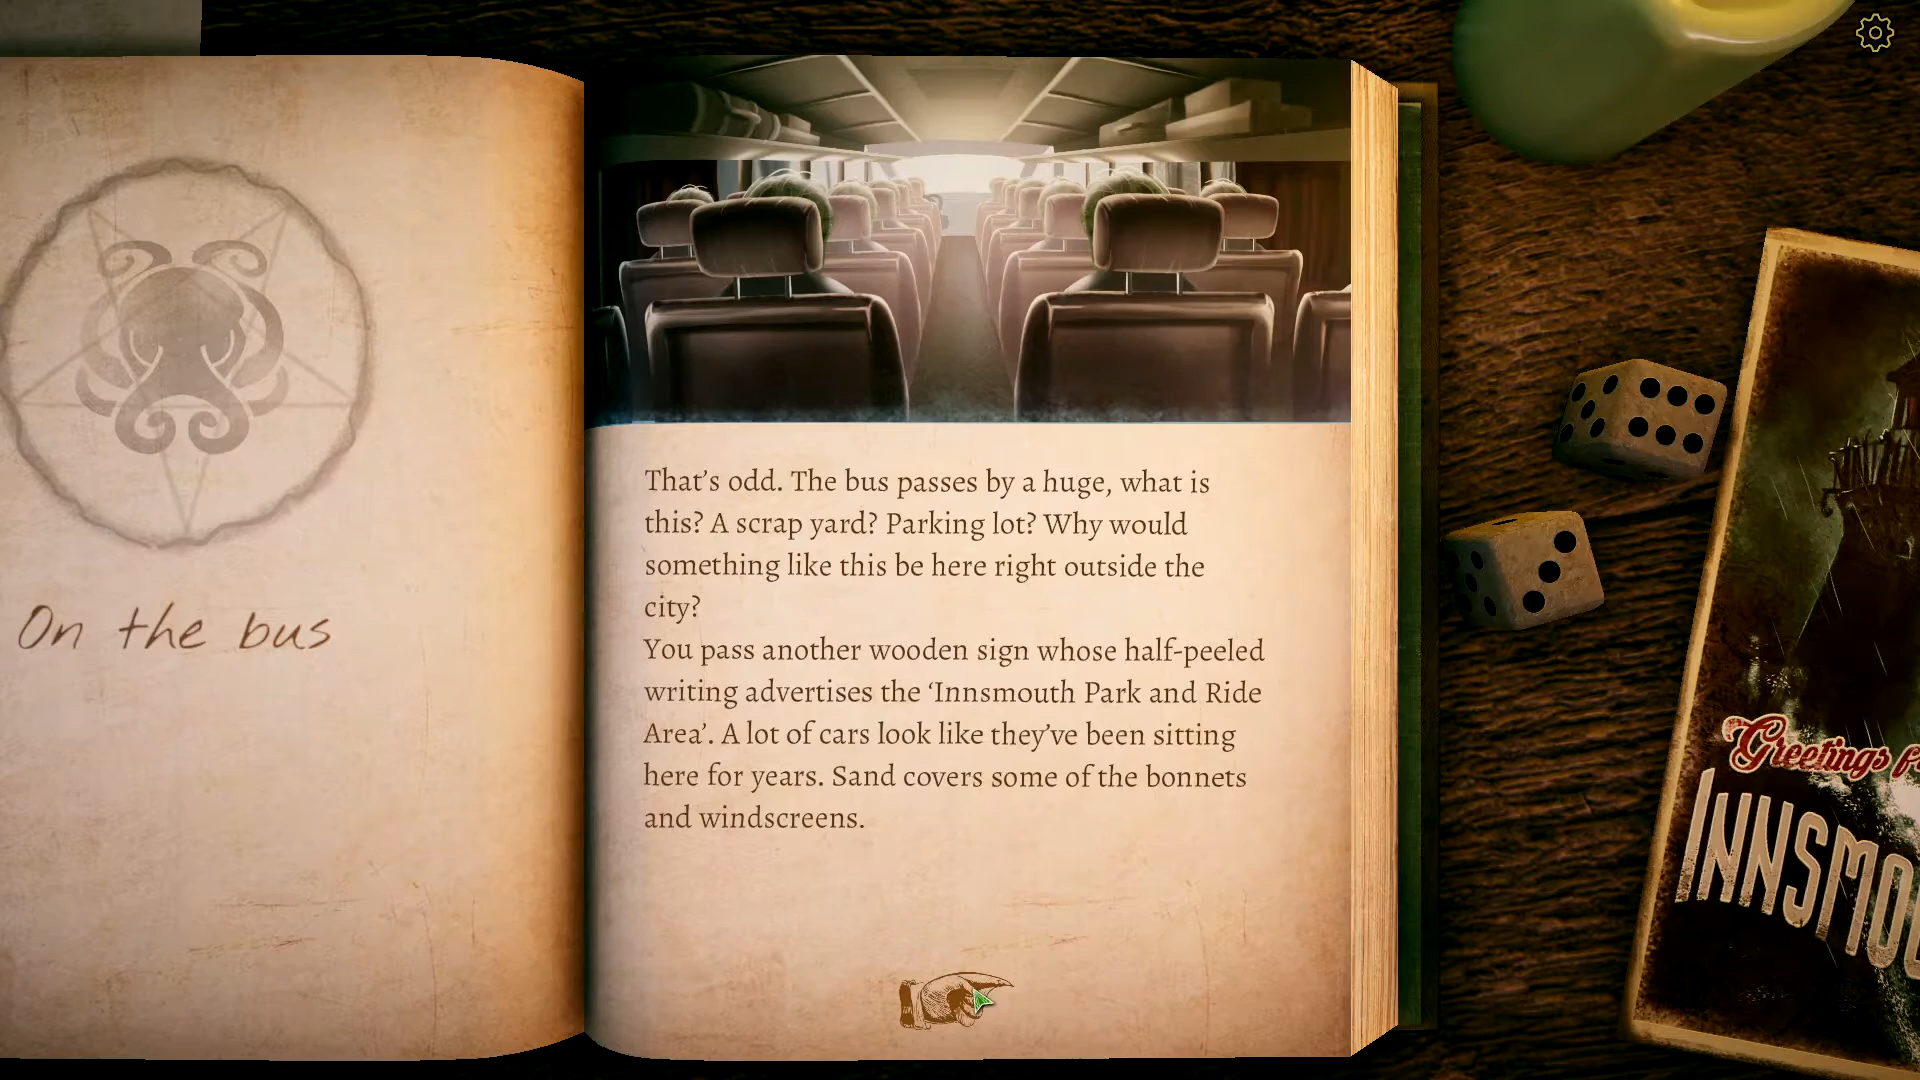 On the bus
That’s odd. The bus passes by a huge, what is
this? A scrap yard? Parking lot? Why would
something like this be here right outside the
city?
You pass another wooden sign whose half-peeled
writing advertises the ‘Innsmouth Park and Ride
Area’. A lot of cars look like they’ve been sitting
here for years. Sand covers some of the bonnets
and windscreens.
Greetings